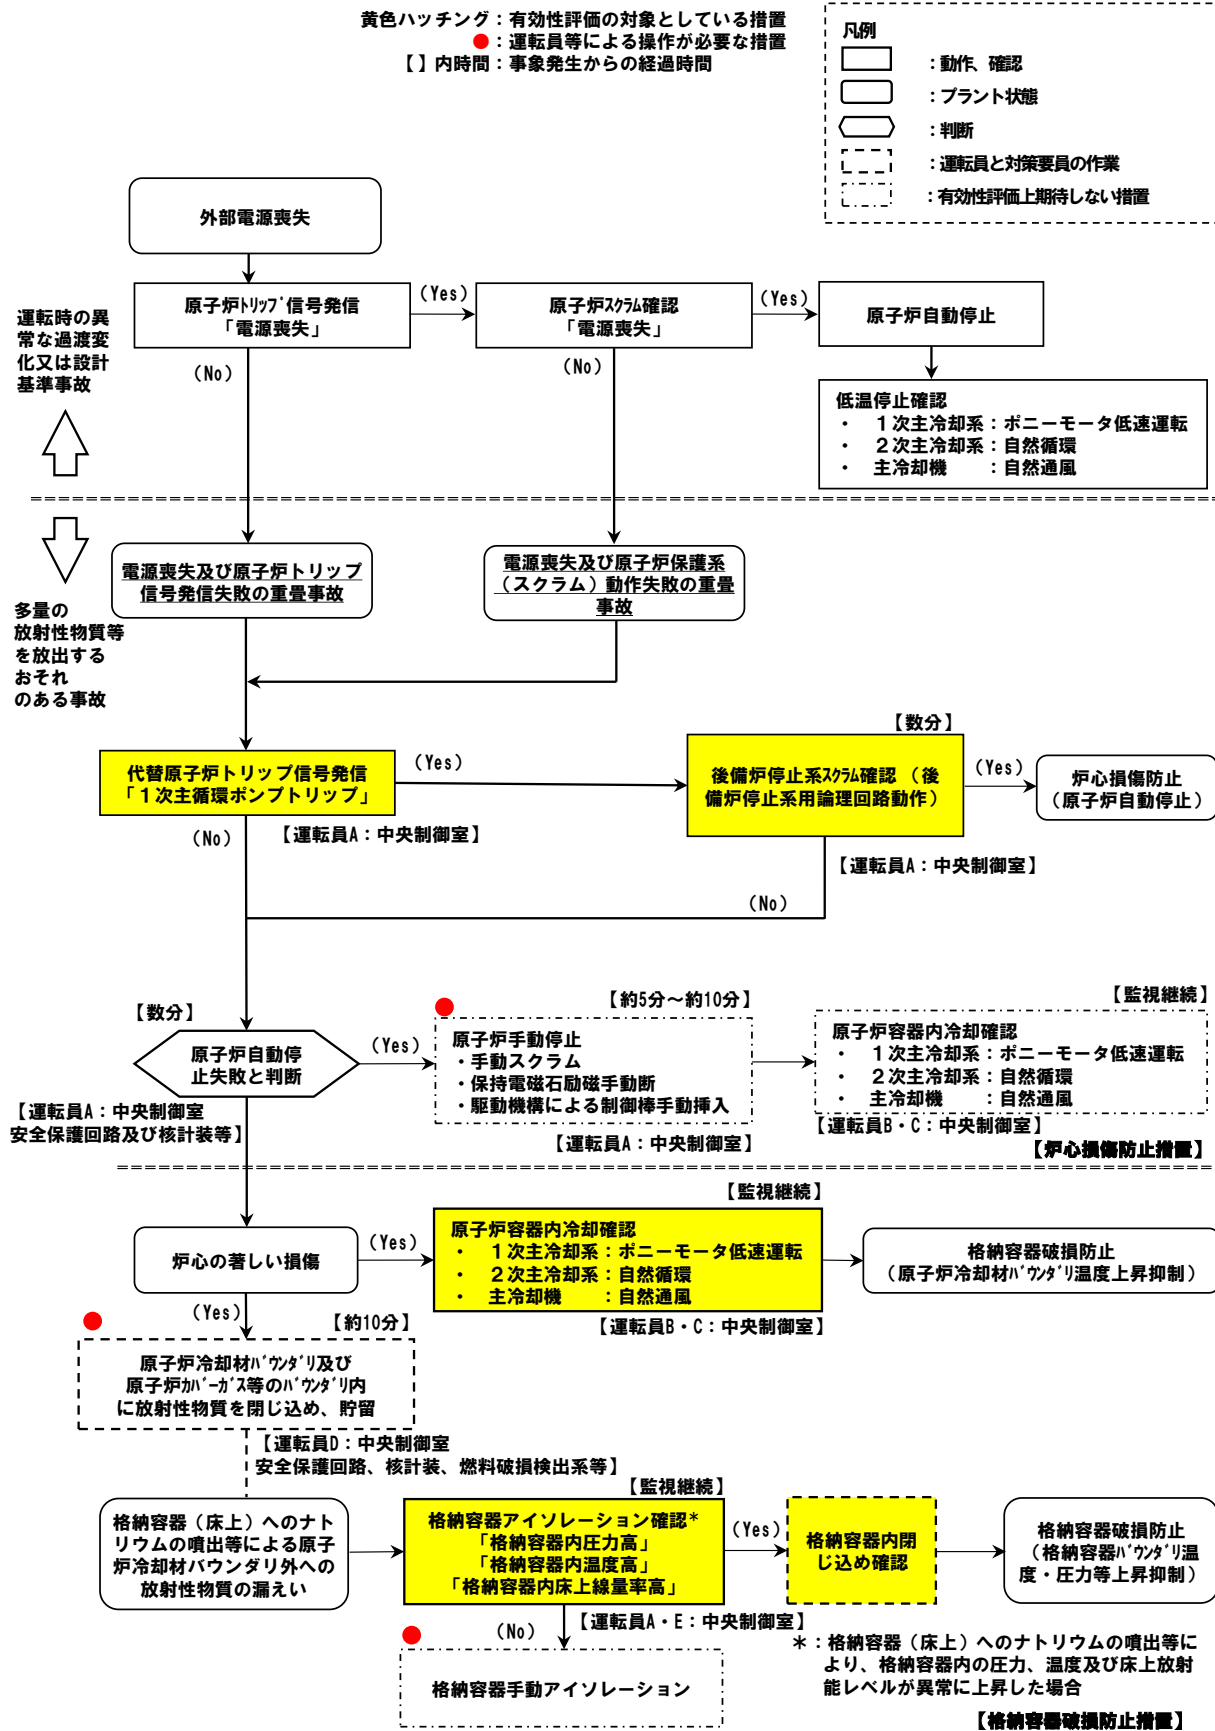 黄色ハッチング：有効性評価の対象としている措置
●：運転員等による操作が必要な措置
【 】内時間：事象発生からの経過時間
凡例
：動作、確認
：プラント状態
：判断
：運転員と対策要員の作業
：有効性評価上期待しない措置
外部電源喪失
原子炉ﾄﾘｯﾌﾟ信号発信
「電源喪失」
(Yes)
原子炉ｽｸﾗﾑ確認
「電源喪失」
(Yes)
原子炉自動停止
運転時の異
常な過渡変
化又は設計
基準事故
(No)
(No)
低温停止確認
・　１次主冷却系：ポニーモータ低速運転
・　２次主冷却系：自然循環
・　主冷却機　　：自然通風
電源喪失及び原子炉トリップ
信号発信失敗の重畳事故
電源喪失及び原子炉保護系
（スクラム）動作失敗の重畳
事故
多量の
放射性物質等
を放出する
おそれ
のある事故
【数分】
代替原子炉トリップ信号発信
「１次主循環ポンプトリップ」
(Yes)
後備炉停止系ｽｸﾗﾑ確認（後
備炉停止系用論理回路動作）
(Yes)
炉心損傷防止
（原子炉自動停止）
(No)
【運転員A：中央制御室】
【運転員A：中央制御室】
(No)
【数分】
原子炉自動停
止失敗と判断
(Yes)
【約5分～約10分】
原子炉手動停止
・手動スクラム
・保持電磁石励磁手動断
・駆動機構による制御棒手動挿入
【運転員A：中央制御室】
【監視継続】
原子炉容器内冷却確認
・　１次主冷却系：ポニーモータ低速運転
・　２次主冷却系：自然循環
・　主冷却機　　：自然通風
【運転員B・C：中央制御室】
【運転員A：中央制御室
安全保護回路及び核計装等】
【炉心損傷防止措置】
【監視継続】
炉心の著しい損傷
(Yes)
原子炉容器内冷却確認
・　１次主冷却系：ポニーモータ低速運転
・　２次主冷却系：自然循環
・　主冷却機　　：自然通風
【運転員B・C：中央制御室】
格納容器破損防止
（原子炉冷却材ﾊﾞｳﾝﾀﾞﾘ温度上昇抑制）
(Yes)
【約10分】
原子炉冷却材ﾊﾞｳﾝﾀﾞﾘ及び
原子炉ｶﾊﾞｰｶﾞｽ等のﾊﾞｳﾝﾀﾞﾘ内
に放射性物質を閉じ込め、貯留
【運転員D：中央制御室
安全保護回路、核計装、燃料破損検出系等】
【監視継続】
格納容器（床上）へのナト
リウムの噴出等による原子
炉冷却材バウンダリ外への
放射性物質の漏えい
格納容器アイソレーション確認＊
「格納容器内圧力高」
「格納容器内温度高」
「格納容器内床上線量率高」
(Yes)
格納容器内閉
じ込め確認
格納容器破損防止
（格納容器ﾊﾞｳﾝﾀﾞﾘ温
度・圧力等上昇抑制）
【運転員A・E：中央制御室】
(No)
格納容器手動アイソレーション
＊：格納容器（床上）へのナトリウムの噴出等に
より、格納容器内の圧力、温度及び床上放射
能レベルが異常に上昇した場合
【格納容器破損防止措置】